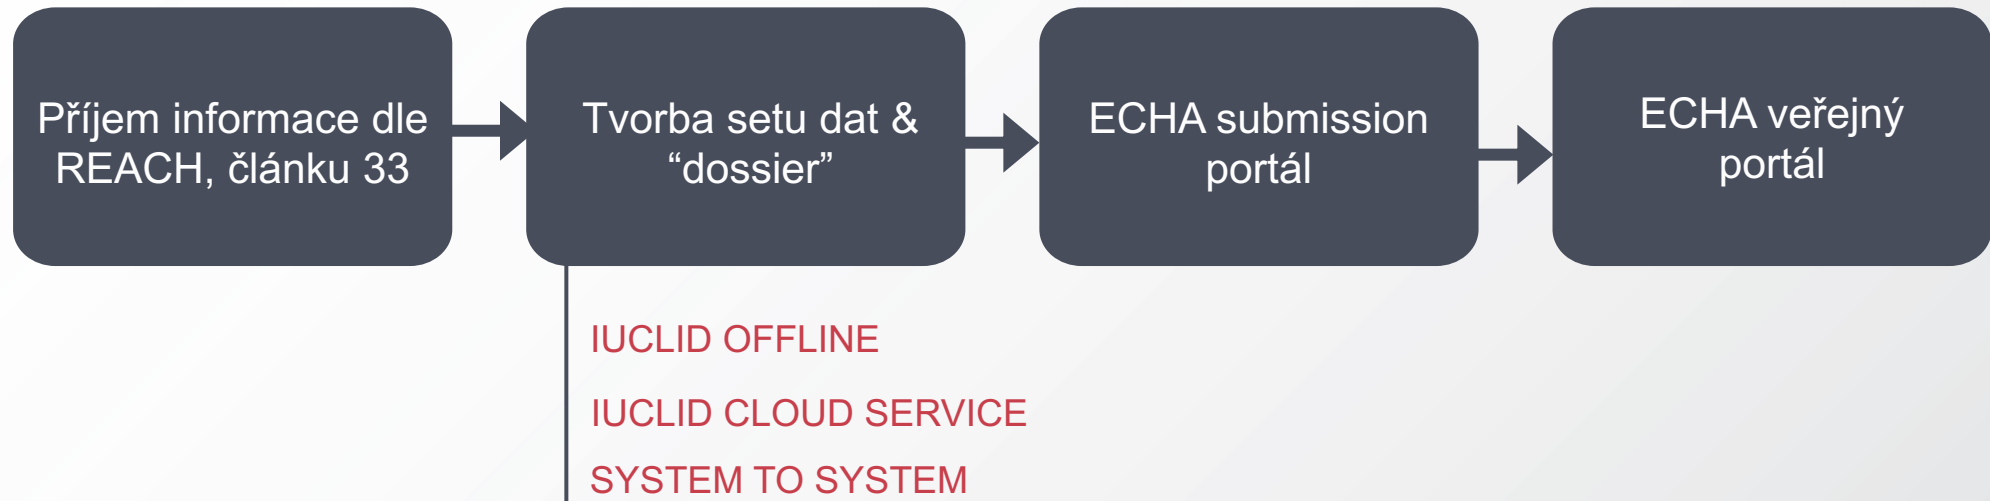 Příjem informace dle
REACH, článku 33
Tvorba setu dat &
“dossier”
ECHA submission
portál
ECHA veřejný
portál
IUCLID OFFLINE
IUCLID CLOUD SERVICE
SYSTEM TO SYSTEM